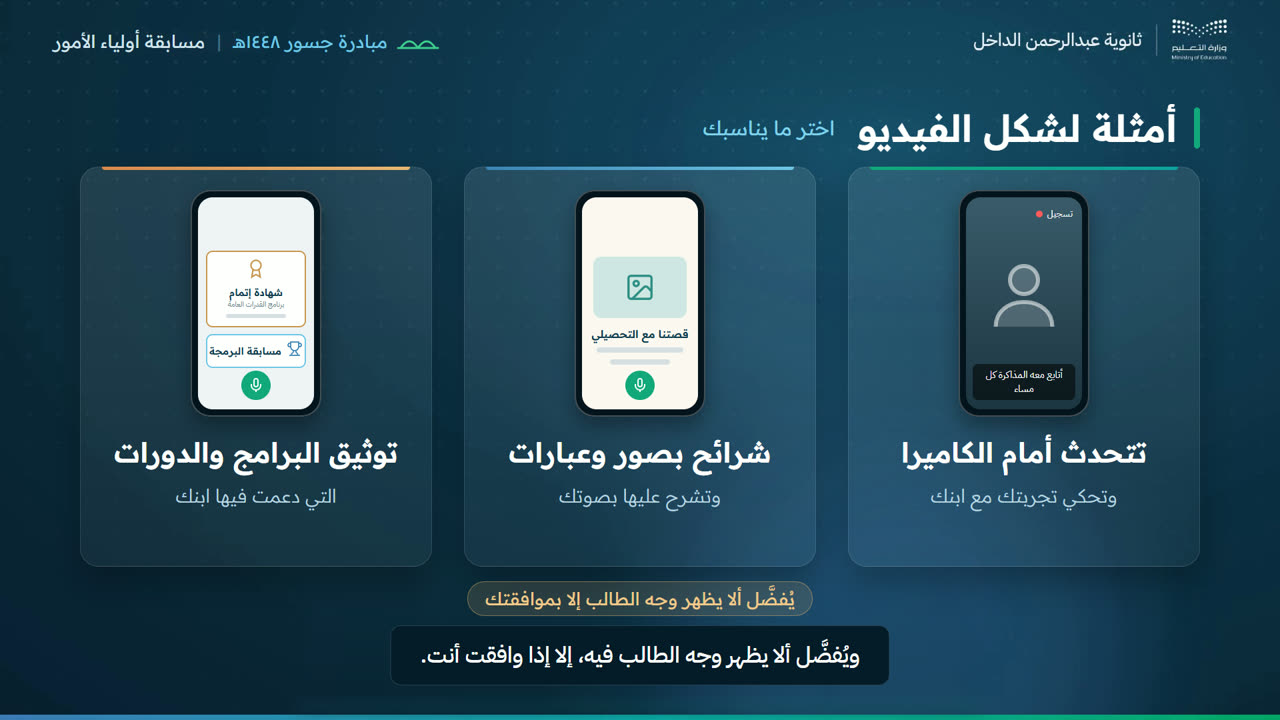 وزارة التعـــليم
Ministry of Education
ثانوية عبدالرحمن الداخل
مبادرة جسور ١٤٤٨هـ | مسابقة أولياء الأمور
أمثلة لشكل الفيديو
اختر ما يناسبك
تسجيل
أتابع معه المذاكرة كل
مساء
تتحدث أمام الكاميرا
وتحكي تجربتك مع ابنك
قصتنا مع التحصيلي
شرائح بصور وعبارات
وتشرح عليها بصوتك
شهادة إتمام
برنامج القدرات العامة
مسابقة البرمجة
توثيق البرامج والدورات
التي دعمت فيها ابنك
يُفضَّل ألا يظهر وجه الطالب إلا بموافقتك
ويُفضَّل ألا يظهر وجه الطالب فيه، إلا إذا وافقت أنت.